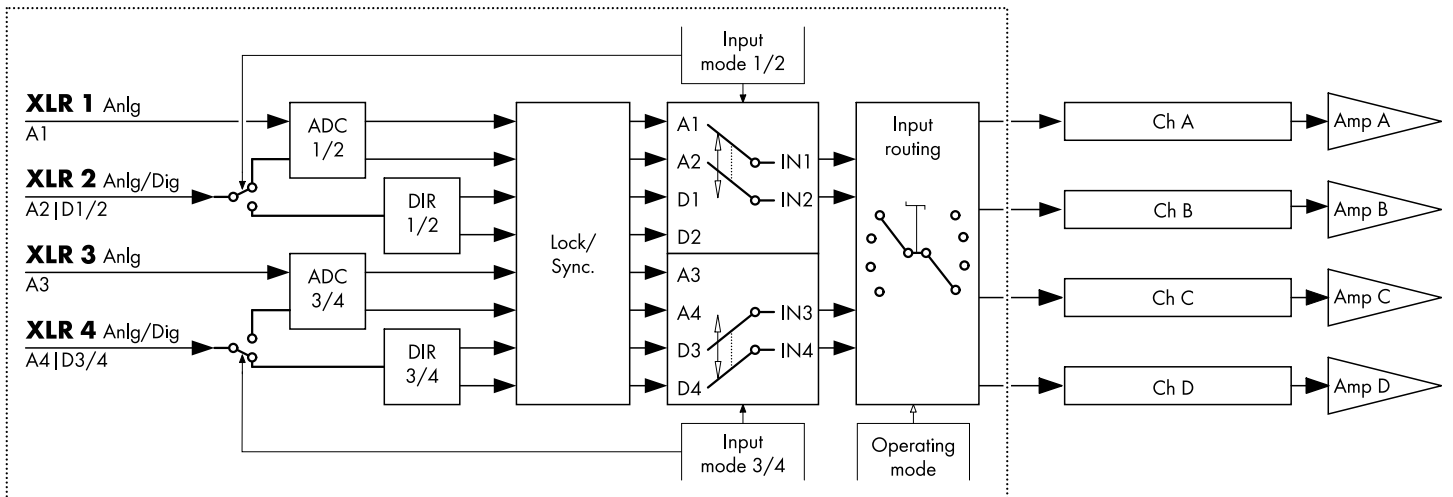 Input
mode 1/2
XLR 1 Anlg
A1
XLR 2 Anlg/Dig
A2|D1/2
XLR 3 Anlg
A3
XLR 4 Anlg/Dig
A4|D3/4
ADC
1/2
DIR
1/2
ADC
3/4
DIR
3/4
Lock/
Sync.
A1
A2
D1
D2
IN1
IN2
A3
A4
D3
D4
IN3
IN4
Input
mode 3/4
Input
routing
Operating
mode
Ch A
Amp A
Ch B
Amp B
Ch C
Amp C
Ch D
Amp D